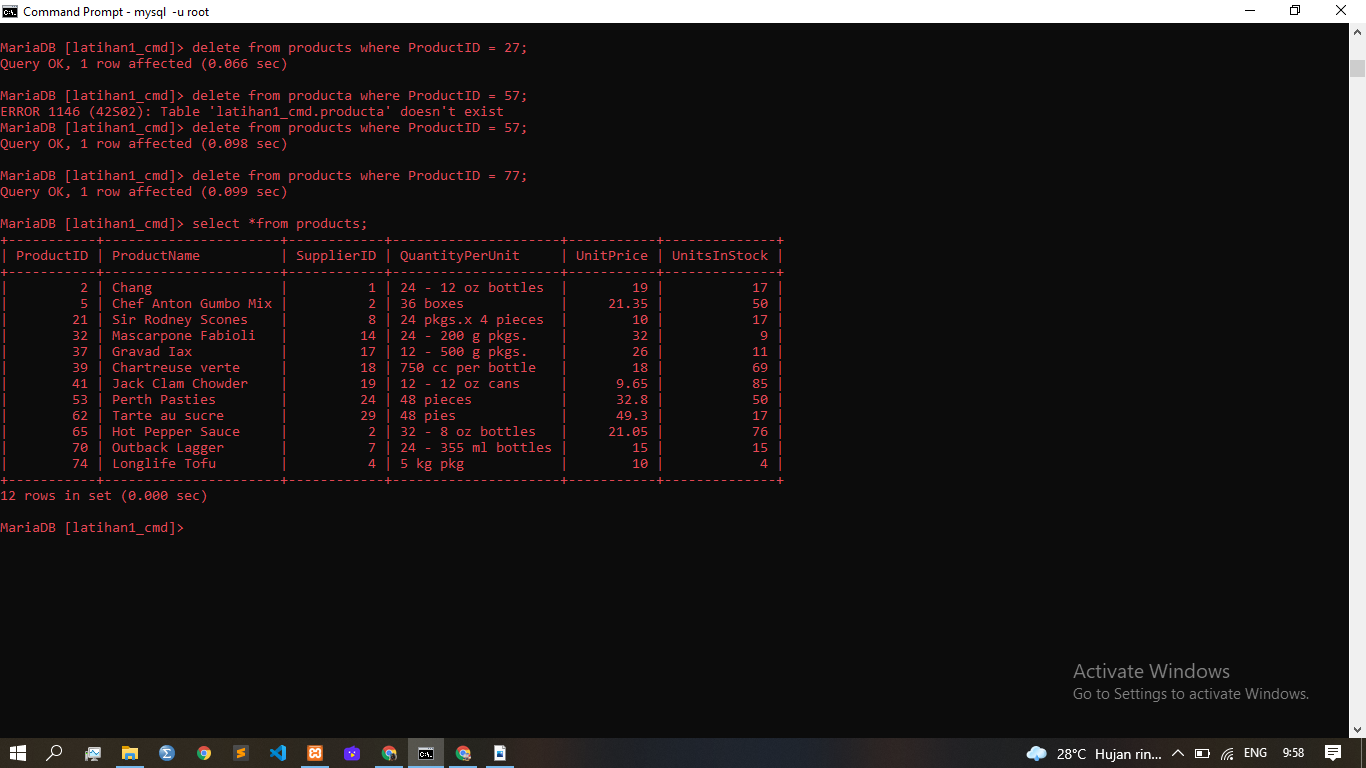 Command Prompt - mysql  -u root
MariaDB [latihan1_cmd]> delete from products where ProductID = 27;
Query OK, 1 row affected (0.066 sec)
MariaDB [latihan1_cmd]> delete from producta where ProductID = 57;
ERROR 1146 (42S02): Table 'latihan1_cmd.producta' doesn't exist
MariaDB [latihan1_cmd]> delete from products where ProductID = 57;
Query OK, 1 row affected (0.098 sec)
MariaDB [latihan1_cmd]> delete from products where ProductID = 77;
Query OK, 1 row affected (0.099 sec)
MariaDB [latihan1_cmd]> select *from products;
+-----------+----------------------+------------+---------------------+-----------+--------------+
| ProductID | ProductName          | SupplierID | QuantityPerUnit     | UnitPrice | UnitsInStock |
+-----------+----------------------+------------+---------------------+-----------+--------------+
|         2 | Chang                |          1 | 24 - 12 oz bottles  |        19 |           17 |
|         5 | Chef Anton Gumbo Mix |          2 | 36 boxes            |     21.35 |           50 |
|        21 | Sir Rodney Scones    |          8 | 24 pkgs.x 4 pieces  |        10 |           17 |
|        32 | Mascarpone Fabioli   |         14 | 24 - 200 g pkgs.    |        32 |            9 |
|        37 | Gravad Iax           |         17 | 12 - 500 g pkgs.    |        26 |           11 |
|        39 | Chartreuse verte     |         18 | 750 cc per bottle   |        18 |           69 |
|        41 | Jack Clam Chowder    |         19 | 12 - 12 oz cans     |      9.65 |           85 |
|        53 | Perth Pasties        |         24 | 48 pieces           |      32.8 |           50 |
|        62 | Tarte au sucre       |         29 | 48 pies             |      49.3 |           17 |
|        65 | Hot Pepper Sauce     |          2 | 32 - 8 oz bottles   |     21.05 |           76 |
|        70 | Outback Lagger       |          7 | 24 - 355 ml bottles |        15 |           15 |
|        74 | Longlife Tofu        |          4 | 5 kg pkg            |        10 |            4 |
+-----------+----------------------+------------+---------------------+-----------+--------------+
12 rows in set (0.000 sec)
MariaDB [latihan1_cmd]>
Activate Windows
Go to Settings to activate Windows.
28°C Hujan rin... ENG 9:58